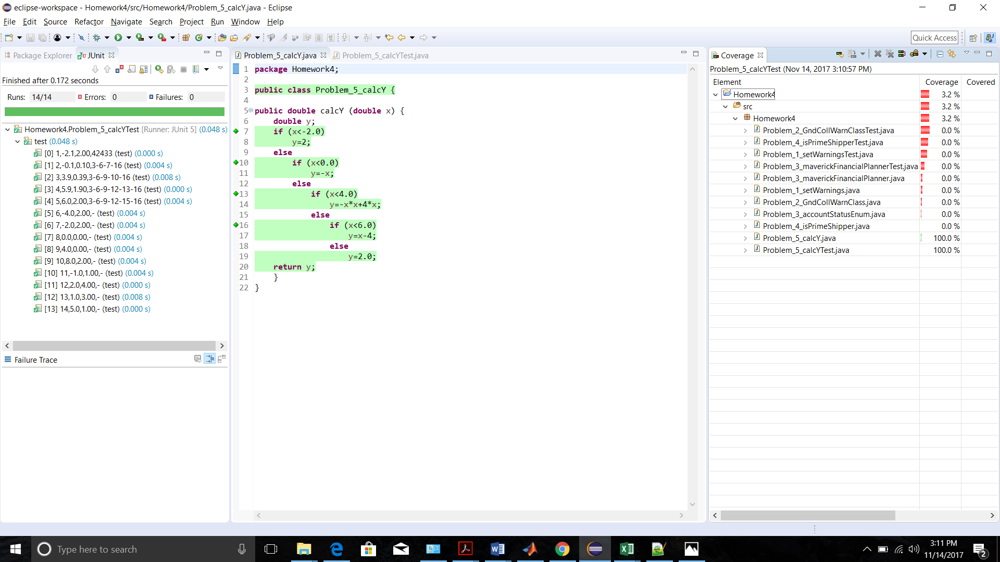 eclipse-workspace - Homework4/src/Homework4/Problem_5_calcY.java - Eclipse
File Edit Source Refactor Navigate Search Project Run Window Help
Quick Access
Package Explorer
JUnit
Finished after 0.172 seconds
Runs: 14/14 Errors: 0 Failures: 0
Homework4.Problem_5_calcYTest [Runner: JUnit 5] (0.048 s)
test (0.048 s)
[0] 1,-2.1,2.00,42433 (test) (0.000 s)
[1] 2,-0.1,0.10,3-6-7-16 (test) (0.004 s)
[2] 3,3.9,0.39,3-6-9-10-16 (test) (0.008 s)
[3] 4,5.9,1.90,3-6-9-12-13-16 (test) (0.000 s)
[4] 5,6.0,2.00,3-6-9-12-15-16 (test) (0.004 s)
[5] 6,-4.0,2.00,- (test) (0.004 s)
[6] 7,-2.0,2.00,- (test) (0.004 s)
[7] 8,0.0,0.00,- (test) (0.004 s)
[8] 9,4.0,0.00,- (test) (0.004 s)
[9] 10,8.0,2.00,- (test) (0.004 s)
[10] 11,-1.0,1.00,- (test) (0.004 s)
[11] 12,2.0,4.00,- (test) (0.000 s)
[12] 13,1.0,3.00,- (test) (0.008 s)
[13] 14,5.0,1.00,- (test) (0.000 s)
Failure Trace
Problem_5_calcY.java
Problem_5_calcYTest.java
1 package Homework4;
2
3 public class Problem_5_calcY {
4
5 public double calcY (double x) {
6 double y;
7 if (x<-2.0)
8 y=2;
9 else
10 if (x<0.0)
11 y=-x;
12 else
13 if (x<4.0)
14 y=-x*x+4*x;
15 else
16 if (x<6.0)
17 y=x-4;
18 else
19 y=2.0;
20 return y;
21 }
22 }
Coverage
Problem_5_calcYTest (Nov 14, 2017 3:10:57 PM)
Element Coverage Covered
Homework4 3.2 %
src 3.2 %
Homework4 3.2 %
Problem_2_GndCollWarnClassTest.java 0.0 %
Problem_4_isPrimeShipperTest.java 0.0 %
Problem_1_setWarningsTest.java 0.0 %
Problem_3_maverickFinancialPlannerTest.java 0.0 %
Problem_3_maverickFinancialPlanner.java 0.0 %
Problem_1_setWarnings.java 0.0 %
Problem_2_GndCollWarnClass.java 0.0 %
Problem_3_accountStatusEnum.java 0.0 %
Problem_4_isPrimeShipper.java 0.0 %
Problem_5_calcY.java 100.0 %
Problem_5_calcYTest.java 100.0 %
Type here to search
3:11 PM
11/14/2017
2